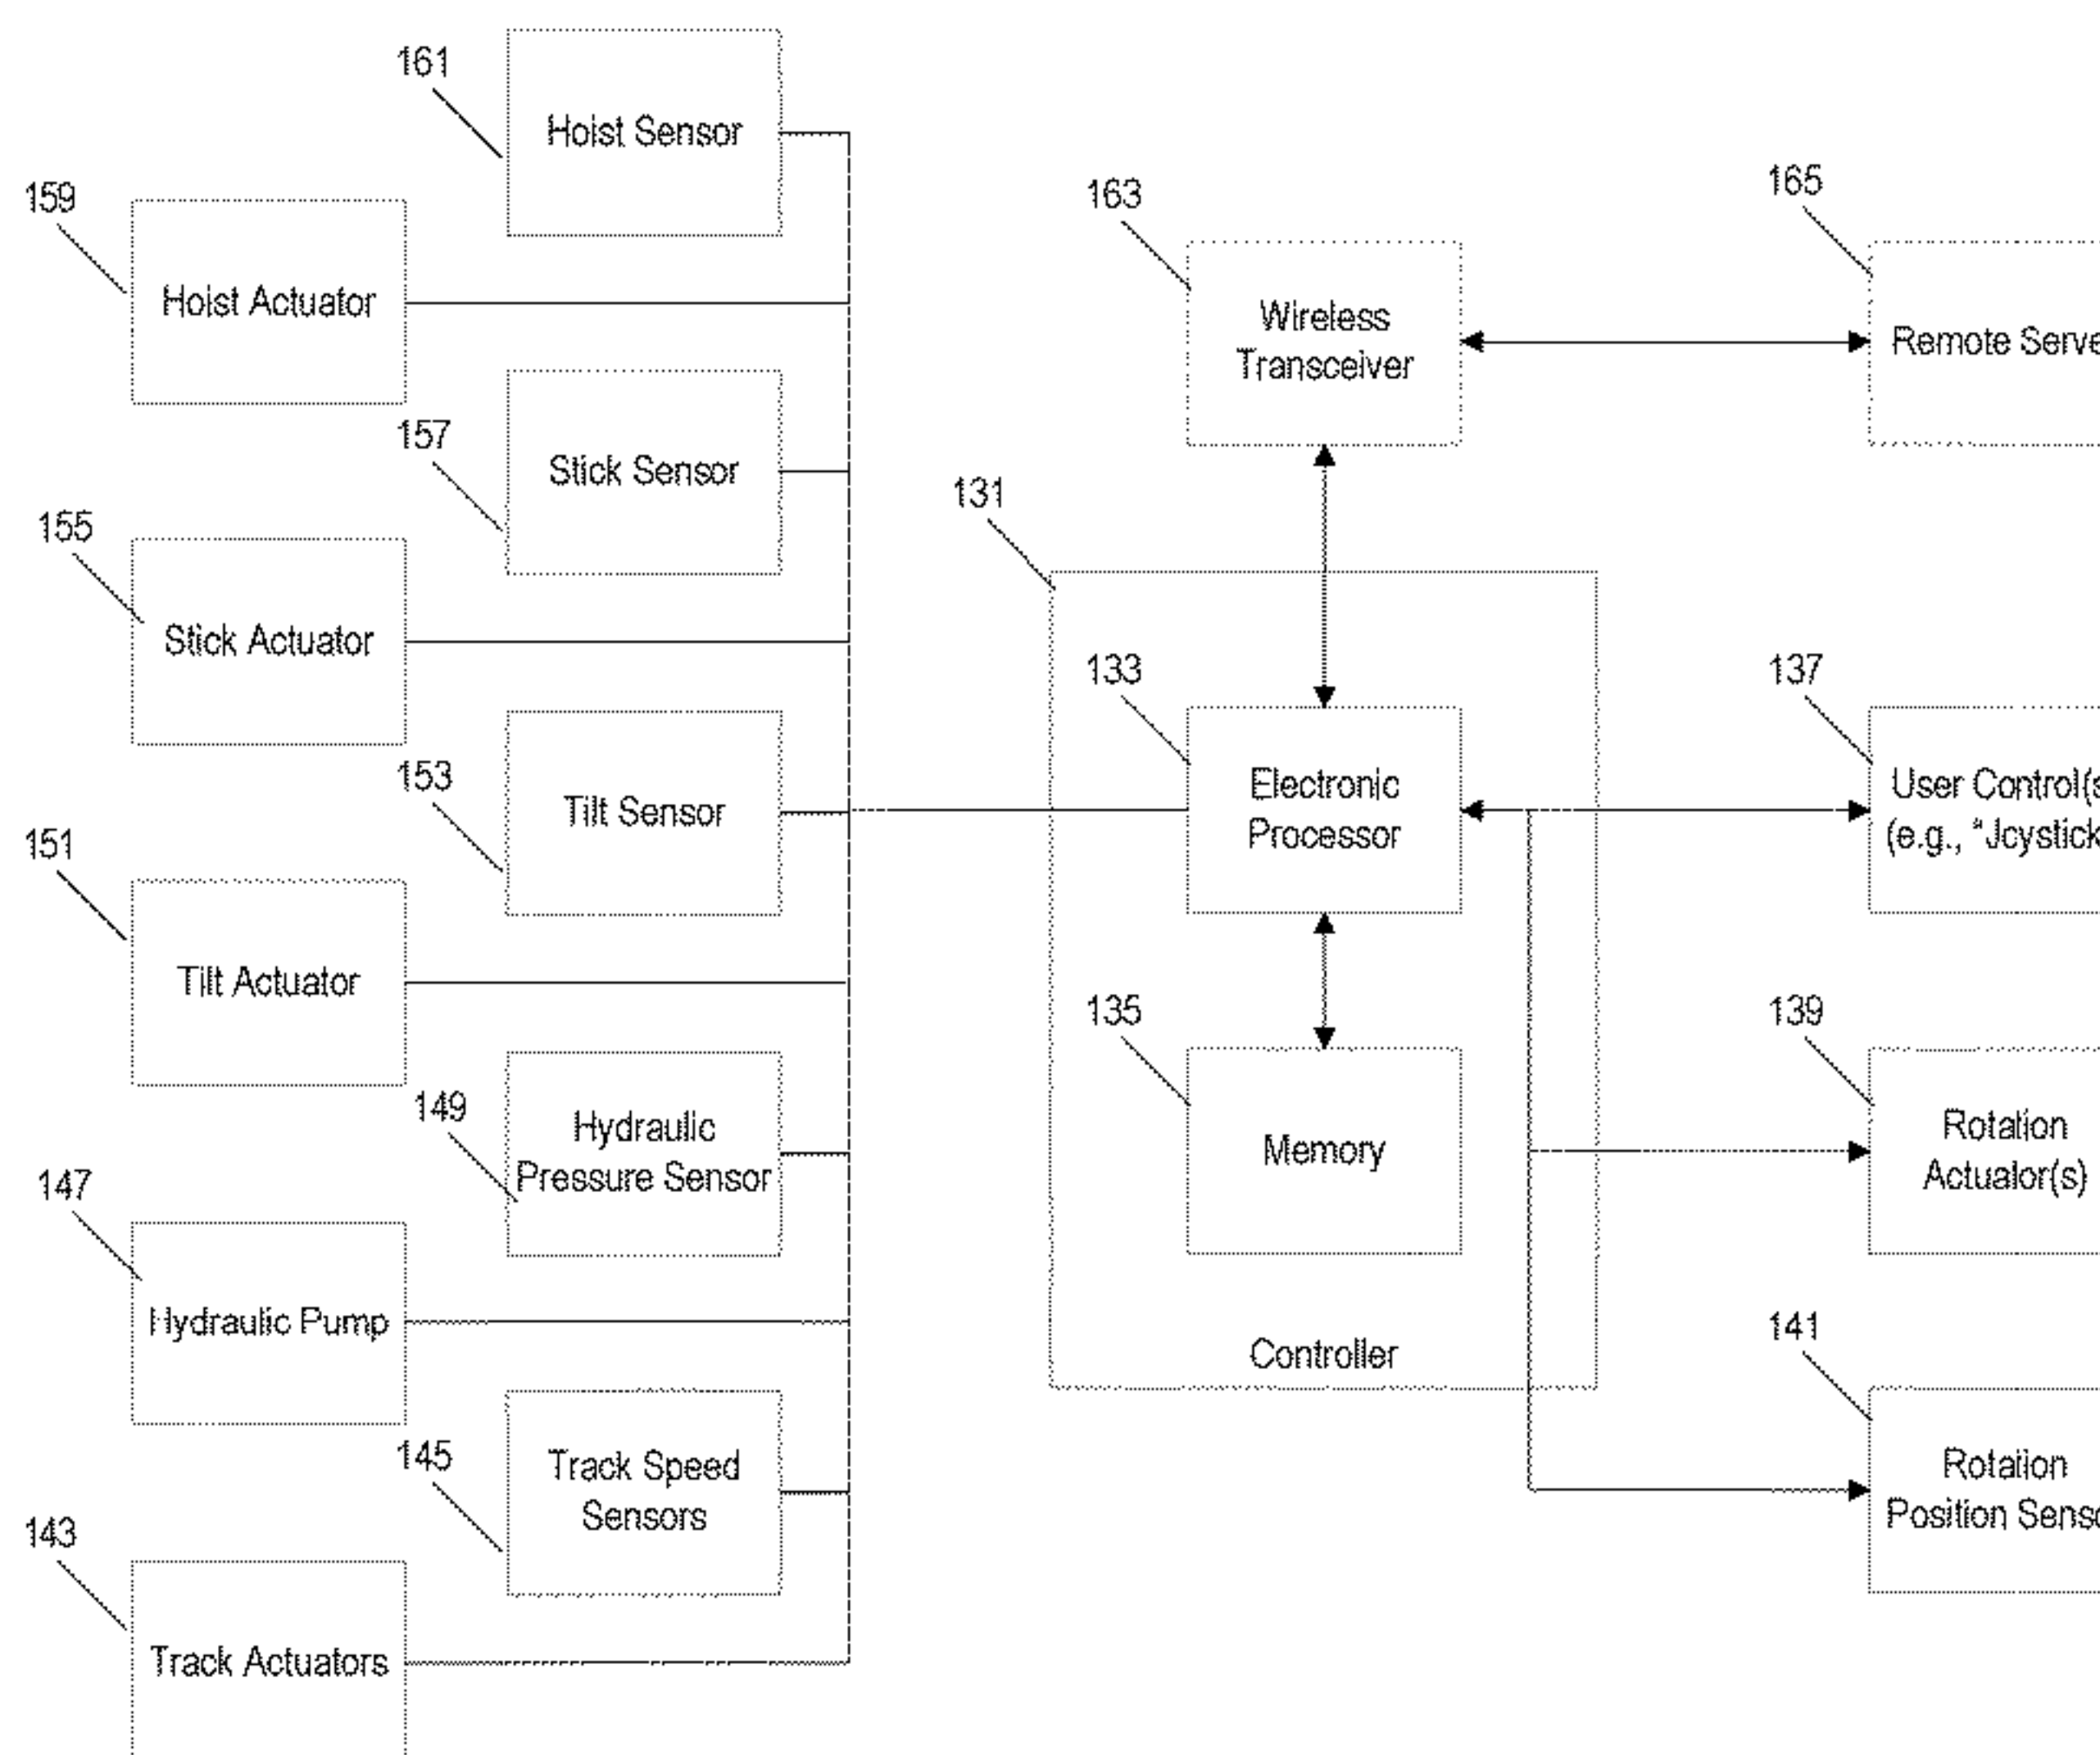 161
Hoist Sensor
159
Hoist Actuator
163
Wireless
Transceiver
165
Remote Serve
157
Stick Sensor
155
Stick Actuator
131
133
Electronic
Processor
137
User Control(s
(e.g., "Joystick
153
Tilt Sensor
151
Tilt Actuator
135
Memory
139
Rotation
Actuator(s)
149
Hydraulic
Pressure Sensor
147
Hydraulic Pump
Controller
141
Rotation
Position Senso
145
Track Speed
Sensors
143
Track Actuators